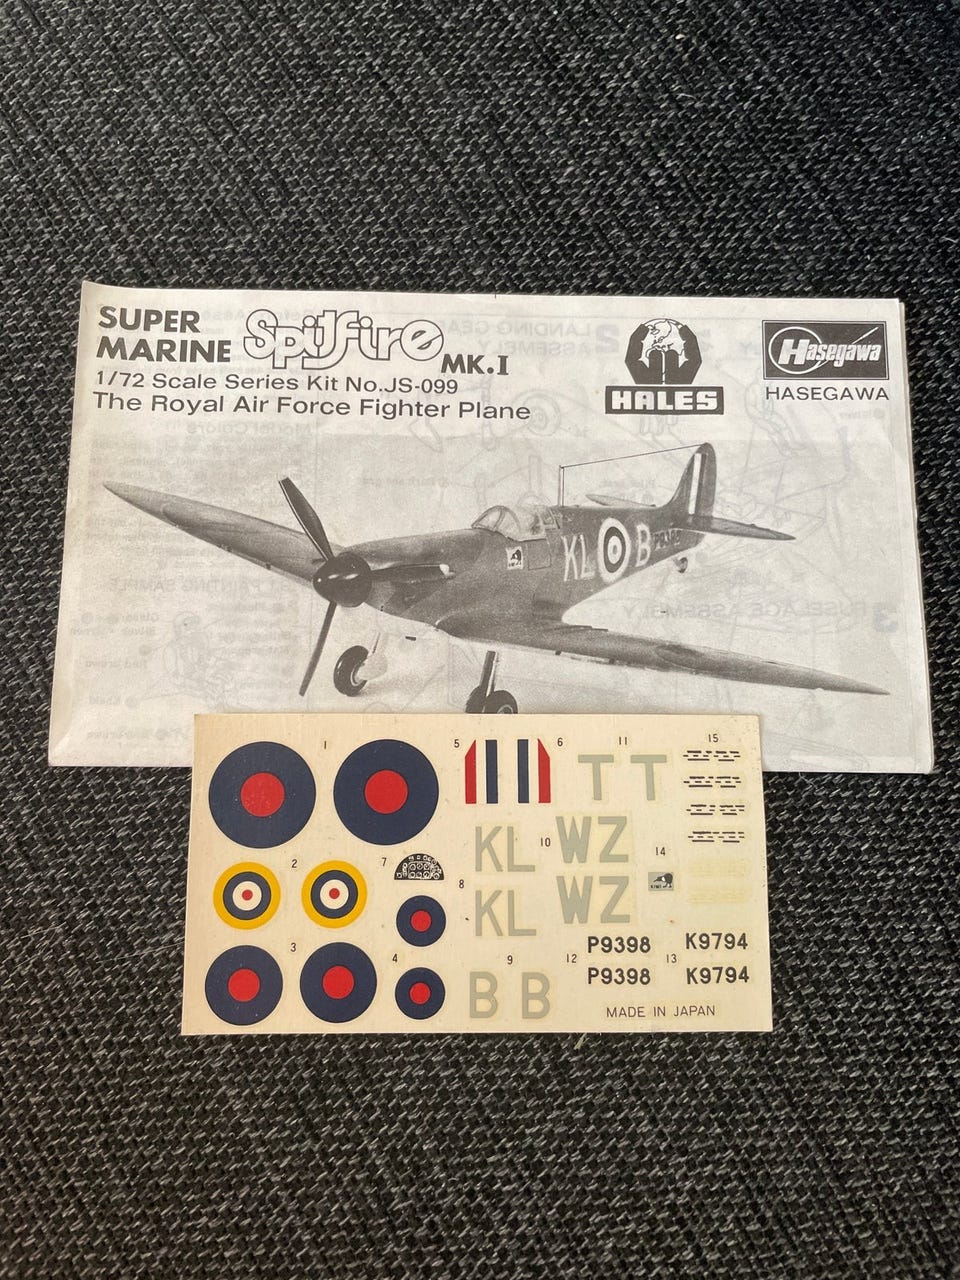 SUPER
MARINE Spitfire MK.I
1/72 Scale Series Kit No.JS-099
The Royal Air Force Fighter Plane
HALES
Hasegawa
HASEGAWA
KL B
1
5
6
11
15
T T
2
7
KL
10
WZ
14
KIWI
8
KL
WZ
P9398
K9794
3
4
9
12
13
P9398
K9794
B B
MADE IN JAPAN